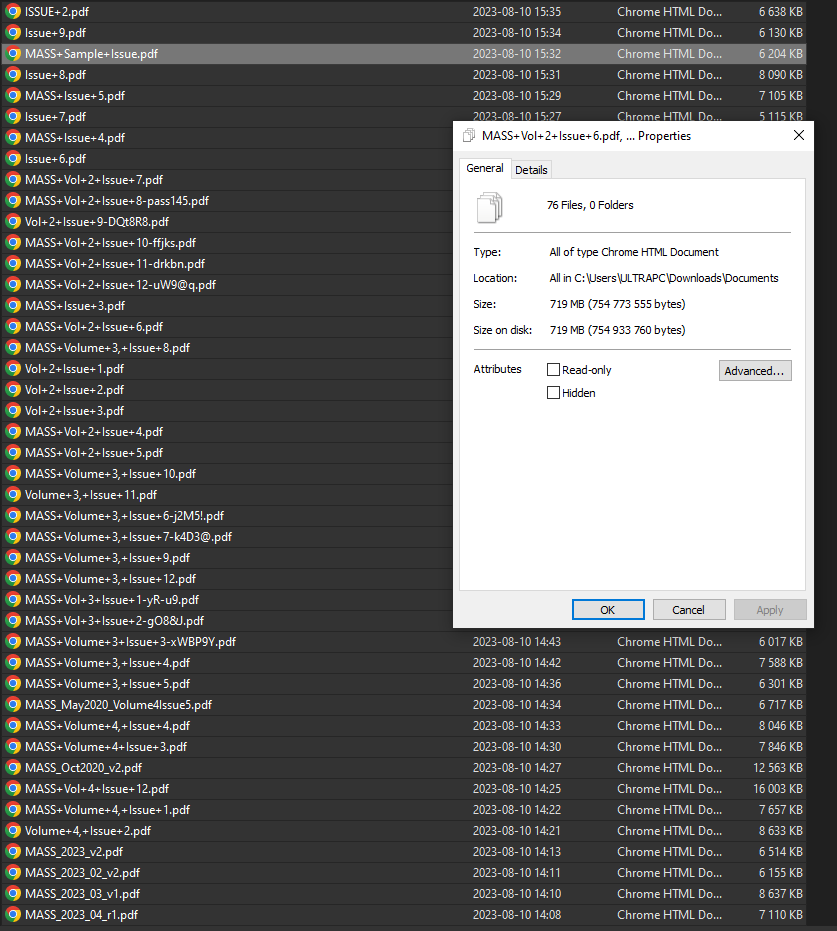 ISSUE+2.pdf 2023-08-10 15:35 Chrome HTML Do... 6 638 KB
Issue+9.pdf 2023-08-10 15:34 Chrome HTML Do... 6 130 KB
MASS+Sample+Issue.pdf 2023-08-10 15:32 Chrome HTML Do... 6 204 KB
Issue+8.pdf 2023-08-10 15:31 Chrome HTML Do... 8 090 KB
MASS+Issue+5.pdf 2023-08-10 15:29 Chrome HTML Do... 7 105 KB
Issue+7.pdf 2023-08-10 15:27 Chrome HTML Do... 5 115 KB
MASS+Issue+4.pdf
Issue+6.pdf
MASS+Vol+2+Issue+7.pdf
MASS+Vol+2+Issue+8-pass145.pdf
Vol+2+Issue+9-DQt8R8.pdf
MASS+Vol+2+Issue+10-ffjks.pdf
MASS+Vol+2+Issue+11-drkbn.pdf
MASS+Vol+2+Issue+12-uW9@q.pdf
MASS+Issue+3.pdf
MASS+Vol+2+Issue+6.pdf
MASS+Volume+3,+Issue+8.pdf
Vol+2+Issue+1.pdf
Vol+2+Issue+2.pdf
Vol+2+Issue+3.pdf
MASS+Vol+2+Issue+4.pdf
MASS+Vol+2+Issue+5.pdf
MASS+Volume+3,+Issue+10.pdf
Volume+3,+Issue+11.pdf
MASS+Volume+3,+Issue+6-j2M5!.pdf
MASS+Volume+3,+Issue+7-k4D3@.pdf
MASS+Volume+3,+Issue+9.pdf
MASS+Volume+3,+Issue+12.pdf
MASS+Vol+3+Issue+1-yR-u9.pdf
MASS+Vol+3+Issue+2-gO88&J.pdf
MASS+Volume+3+Issue+3-xWBP9Y.pdf 2023-08-10 14:43 Chrome HTML Do... 6 017 KB
MASS+Volume+3,+Issue+4.pdf 2023-08-10 14:42 Chrome HTML Do... 7 588 KB
MASS+Volume+3,+Issue+5.pdf 2023-08-10 14:36 Chrome HTML Do... 6 301 KB
MASS_May2020_Volume4Issue5.pdf 2023-08-10 14:34 Chrome HTML Do... 6 717 KB
MASS+Volume+4,+Issue+4.pdf 2023-08-10 14:33 Chrome HTML Do... 8 046 KB
MASS+Volume+4+Issue+3.pdf 2023-08-10 14:30 Chrome HTML Do... 7 846 KB
MASS_Oct2020_v2.pdf 2023-08-10 14:27 Chrome HTML Do... 12 563 KB
MASS+Vol+4+Issue+12.pdf 2023-08-10 14:25 Chrome HTML Do... 16 003 KB
MASS+Volume+4,+Issue+1.pdf 2023-08-10 14:22 Chrome HTML Do... 7 657 KB
Volume+4,+Issue+2.pdf 2023-08-10 14:21 Chrome HTML Do... 8 633 KB
MASS_2023_v2.pdf 2023-08-10 14:13 Chrome HTML Do... 6 514 KB
MASS_2023_02_v2.pdf 2023-08-10 14:11 Chrome HTML Do... 6 155 KB
MASS_2023_03_v1.pdf 2023-08-10 14:10 Chrome HTML Do... 8 637 KB
MASS_2023_04_r1.pdf 2023-08-10 14:08 Chrome HTML Do... 7 110 KB
MASS+Vol+2+Issue+6.pdf, ... Properties
General Details
76 Files, 0 Folders
Type: All of type Chrome HTML Document
Location: All in C:\Users\ULTRAPC\Downloads\Documents
Size: 719 MB (754 773 555 bytes)
Size on disk: 719 MB (754 933 760 bytes)
Attributes Read-only Advanced...
Hidden
OK Cancel Apply